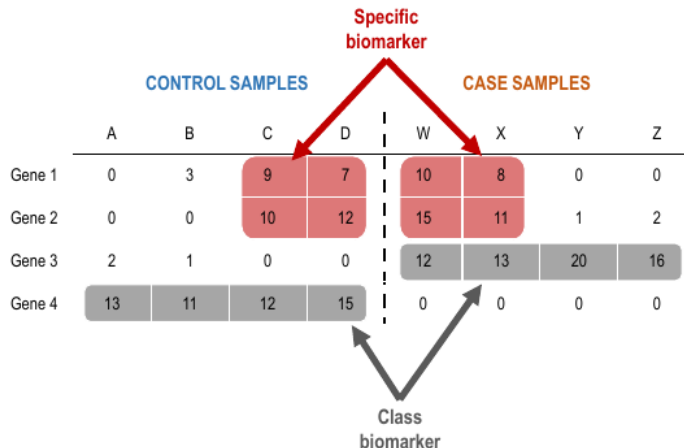 Specific
biomarker
CONTROL SAMPLES CASE SAMPLES
A B C D W X Y Z
Gene 1 0 3 9 7 10 8 0 0
Gene 2 0 0 10 12 15 11 1 2
Gene 3 2 1 0 0 12 13 20 16
Gene 4 13 11 12 15 0 0 0 0
Class
biomarker